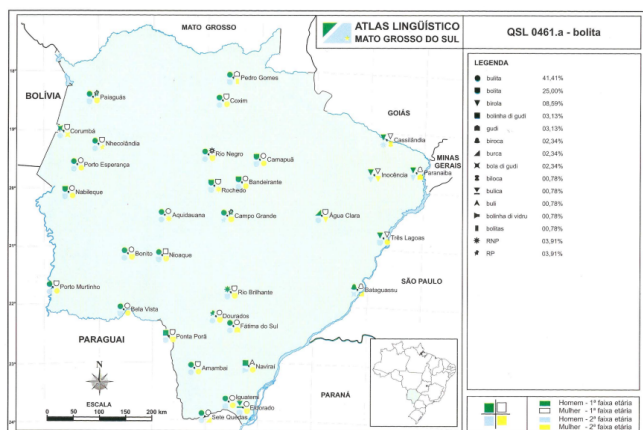 ATLAS LINGÜÍSTICO
MATO GROSSO DO SUL
QSL 0461.a - bolita
MATO GROSSO
BOLÍVIA
GOIÁS
MINAS
GERAIS
SÃO PAULO
PARANÁ
PARAGUAI
Pedro Gomes
Coxim
Paiaguás
Corumbá
Nhecolândia
Porto Esperança
Nabileque
Rio Negro
Camapuã
Cassilândia
Bandeirante
Rochedo
Inocência
Paranaíba
Aquidauana
Campo Grande
Água Clara
Três Lagoas
Bonito
Nioaque
Porto Murtinho
Rio Brilhante
Bataguassu
Bela Vista
Dourados
Fátima do Sul
Ponta Porã
Amambai
Naviraí
Iguatemi
Eldorado
Sete Quedas
N
ESCALA
50 0 50 100 150 200 km
LEGENDA
bulita 41,41%
bolita 25,00%
birola 08,59%
bolinha di gudi 03,13%
gudi 03,13%
biroca 02,34%
burca 02,34%
bola di gudi 02,34%
biloca 00,78%
bulica 00,78%
buli 00,78%
bolinha di vidru 00,78%
bolitas 00,78%
RNP 03,91%
RP 03,91%
Homem - 1ª faixa etária
Mulher - 1ª faixa etária
Homem - 2ª faixa etária
Mulher - 2ª faixa etária